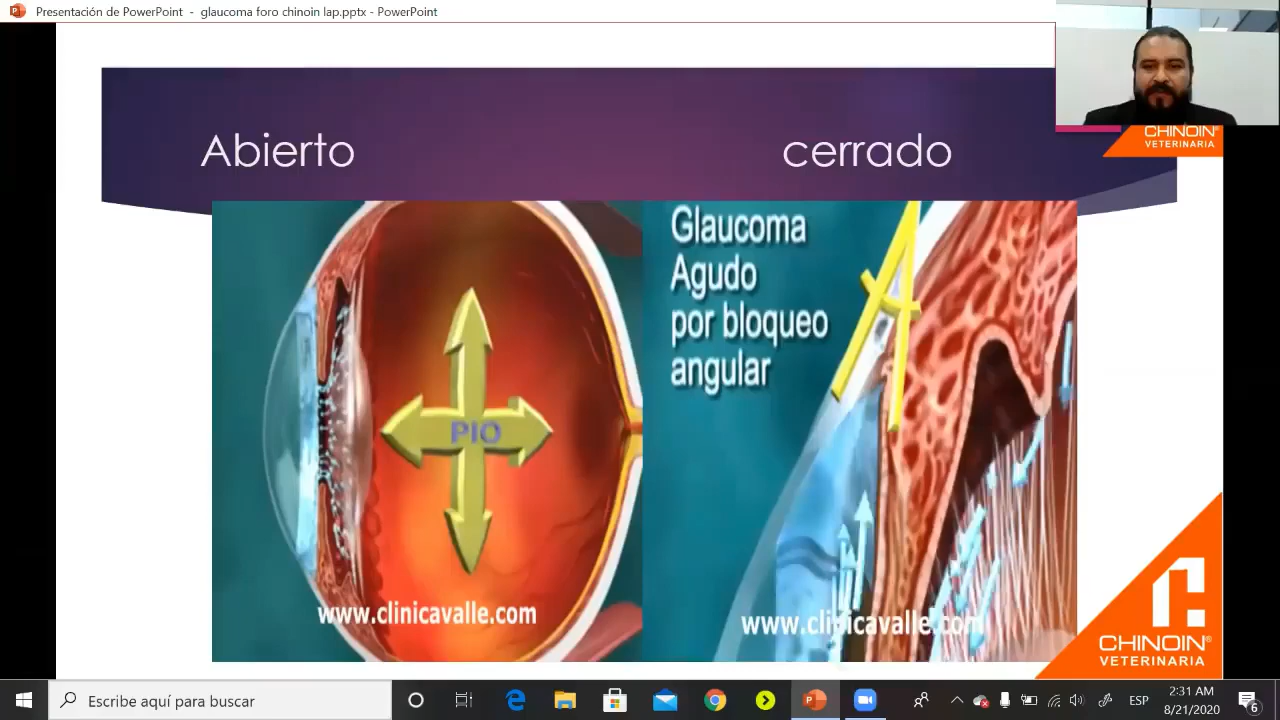 Presentación de PowerPoint - glaucoma foro chinoin lap.pptx - PowerPoint
Abierto
cerrado
CHINOIN®
VETERINARIA
Glaucoma
Agudo
por bloqueo
angular
PIO
www.clinicavalle.com
www.clinicavalle.com
CHINOIN®
VETERINARIA
Escribe aquí para buscar
ESP
2:31 AM
8/21/2020
6